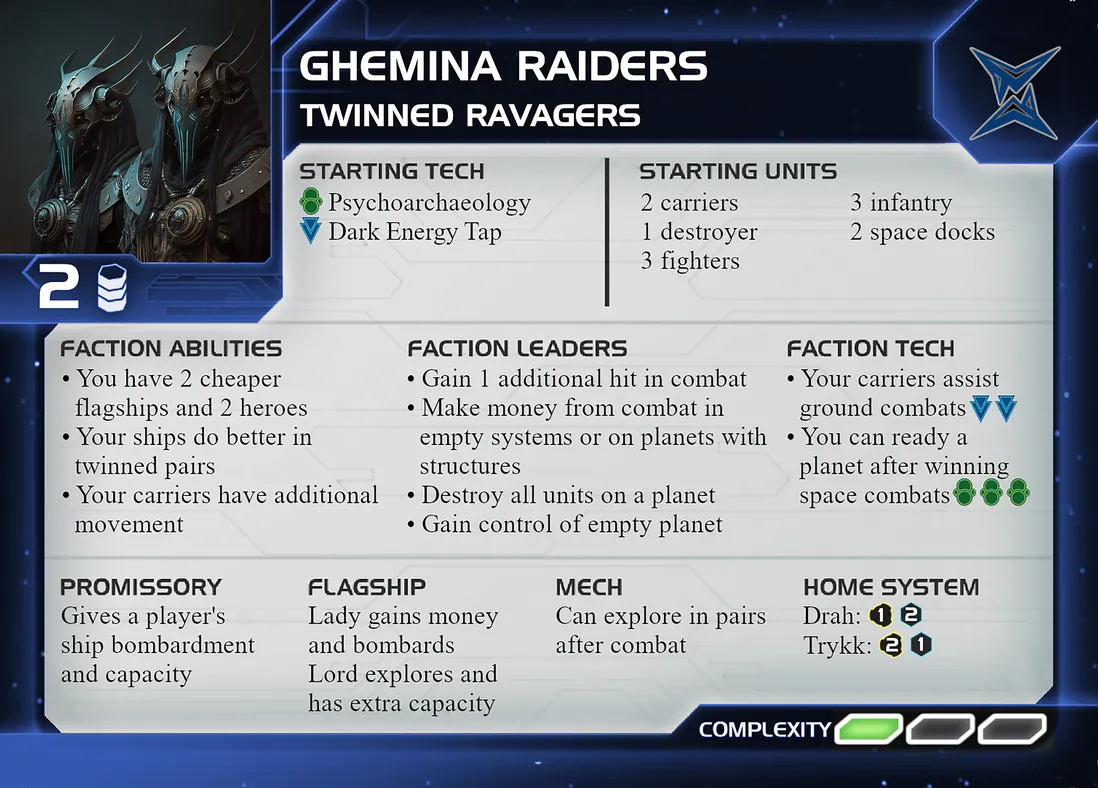 GHEMINA RAIDERS
TWINNED RAVAGERS
2
STARTING TECH
Psychoarchaeology
Dark Energy Tap
STARTING UNITS
2 carriers
1 destroyer
3 fighters
3 infantry
2 space docks
FACTION ABILITIES
• You have 2 cheaper
flagships and 2 heroes
• Your ships do better in
twinned pairs
• Your carriers have additional
movement
FACTION LEADERS
• Gain 1 additional hit in combat
• Make money from combat in
empty systems or on planets with
structures
• Destroy all units on a planet
• Gain control of empty planet
FACTION TECH
• Your carriers assist
ground combats
• You can ready a
planet after winning
space combats
PROMISSORY
Gives a player's
ship bombardment
and capacity
FLAGSHIP
Lady gains money
and bombards
Lord explores and
has extra capacity
MECH
Can explore in pairs
after combat
HOME SYSTEM
Drah: 1 2
Trykk: 2 1
COMPLEXITY